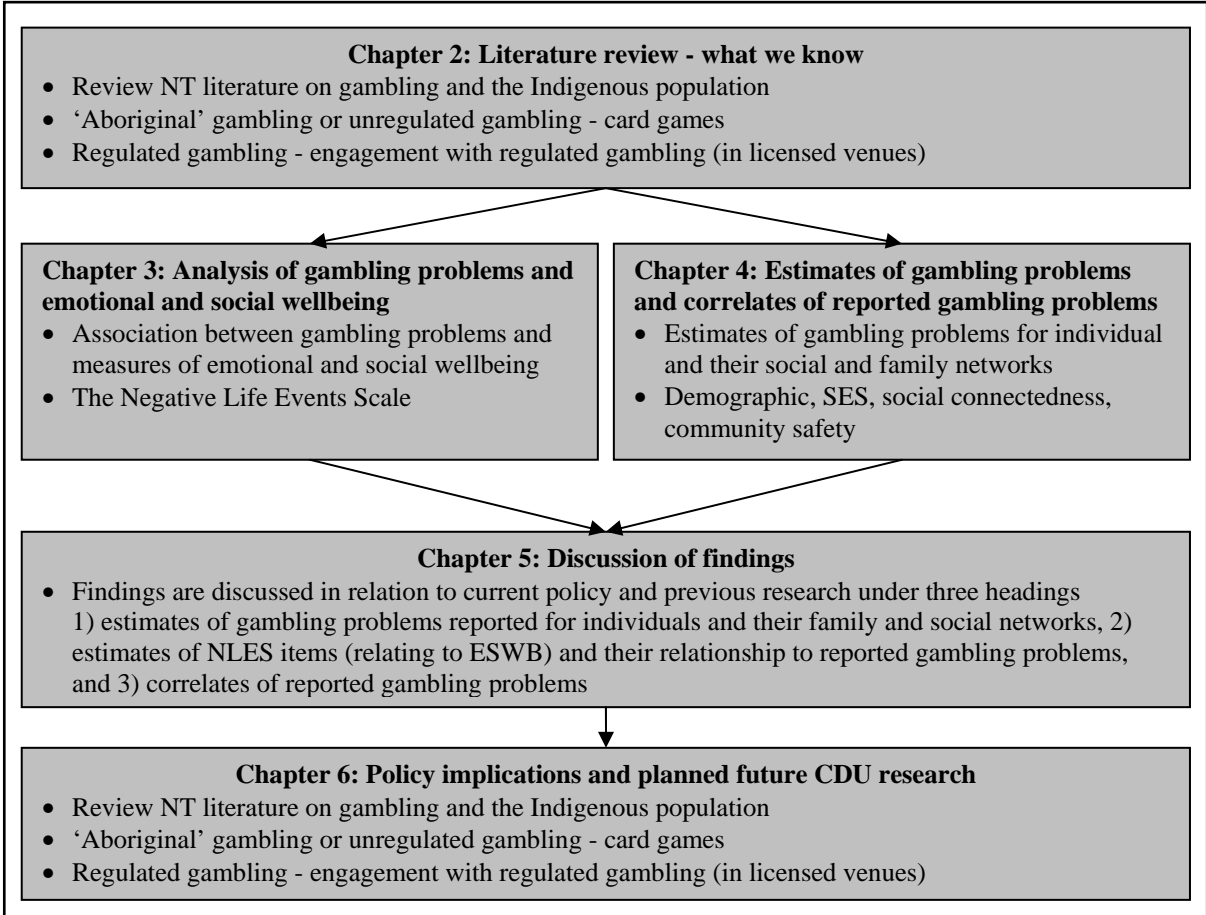 Chapter 2: Literature review - what we know
• Review NT literature on gambling and the Indigenous population
• ‘Aboriginal’ gambling or unregulated gambling - card games
• Regulated gambling - engagement with regulated gambling (in licensed venues)
Chapter 3: Analysis of gambling problems and
emotional and social wellbeing
• Association between gambling problems and
measures of emotional and social wellbeing
• The Negative Life Events Scale
Chapter 4: Estimates of gambling problems
and correlates of reported gambling problems
• Estimates of gambling problems for individual
and their social and family networks
• Demographic, SES, social connectedness,
community safety
Chapter 5: Discussion of findings
• Findings are discussed in relation to current policy and previous research under three headings
1) estimates of gambling problems reported for individuals and their family and social networks, 2)
estimates of NLES items (relating to ESWB) and their relationship to reported gambling problems,
and 3) correlates of reported gambling problems
Chapter 6: Policy implications and planned future CDU research
• Review NT literature on gambling and the Indigenous population
• ‘Aboriginal’ gambling or unregulated gambling - card games
• Regulated gambling - engagement with regulated gambling (in licensed venues)